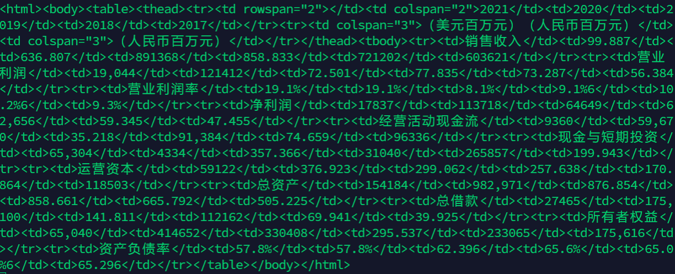 <html><body><table><thead><tr><td rowspan="2"></td><td colspan="2">2021</td><td>2020</td><td>2
019</td><td>2018</td><td>2017</td></tr><tr><td colspan="3">（美元百万元）（人民币百万元）</td>
<td colspan="3">（人民币百万元）</td></tr></thead><tbody><tr><td>销售收入</td><td>99.887</td>
<td>636.807</td><td>891368</td><td>858.833</td><td>721202</td><td>603621</td></tr><tr><td>营业
利润</td><td>19,044</td><td>121412</td><td>72.501</td><td>77.835</td><td>73.287</td><td>56.384
</td></tr><tr><td>营业利润率</td><td>19.1%</td><td>19.1%</td><td>8.1%</td><td>9.1%6</td><td>10
.2%6</td><td>9.3%</td></tr><tr><td>净利润</td><td>17837</td><td>113718</td><td>64649</td><td>6
2,656</td><td>59.345</td><td>47.455</td></tr><tr><td>经营活动现金流</td><td>9360</td><td>59,67
0</td><td>35.218</td><td>91,384</td><td>74.659</td><td>96336</td></tr><tr><td>现金与短期投资</t
d><td>65,304</td><td>4334</td><td>357.366</td><td>31040</td><td>265857</td><td>199.943</td></
tr><tr><td>运营资本</td><td>59122</td><td>376.923</td><td>299.062</td><td>257.638</td><td>170.
864</td><td>118503</td></tr><tr><td>总资产</td><td>154184</td><td>982,971</td><td>876.854</td>
<td>858.661</td><td>665.792</td><td>505.225</td></tr><tr><td>总借款</td><td>27465</td><td>175,
100</td><td>141.811</td><td>112162</td><td>69.941</td><td>39.925</td></tr><tr><td>所有者权益</t
d><td>65,040</td><td>414652</td><td>330408</td><td>295.537</td><td>233065</td><td>175,616</td>
</tr><tr><td>资产负债率</td><td>57.8%</td><td>57.8%</td><td>62.396</td><td>65.6%</td><td>65.0
%6</td><td>65.296</td></tr></table></body></html>